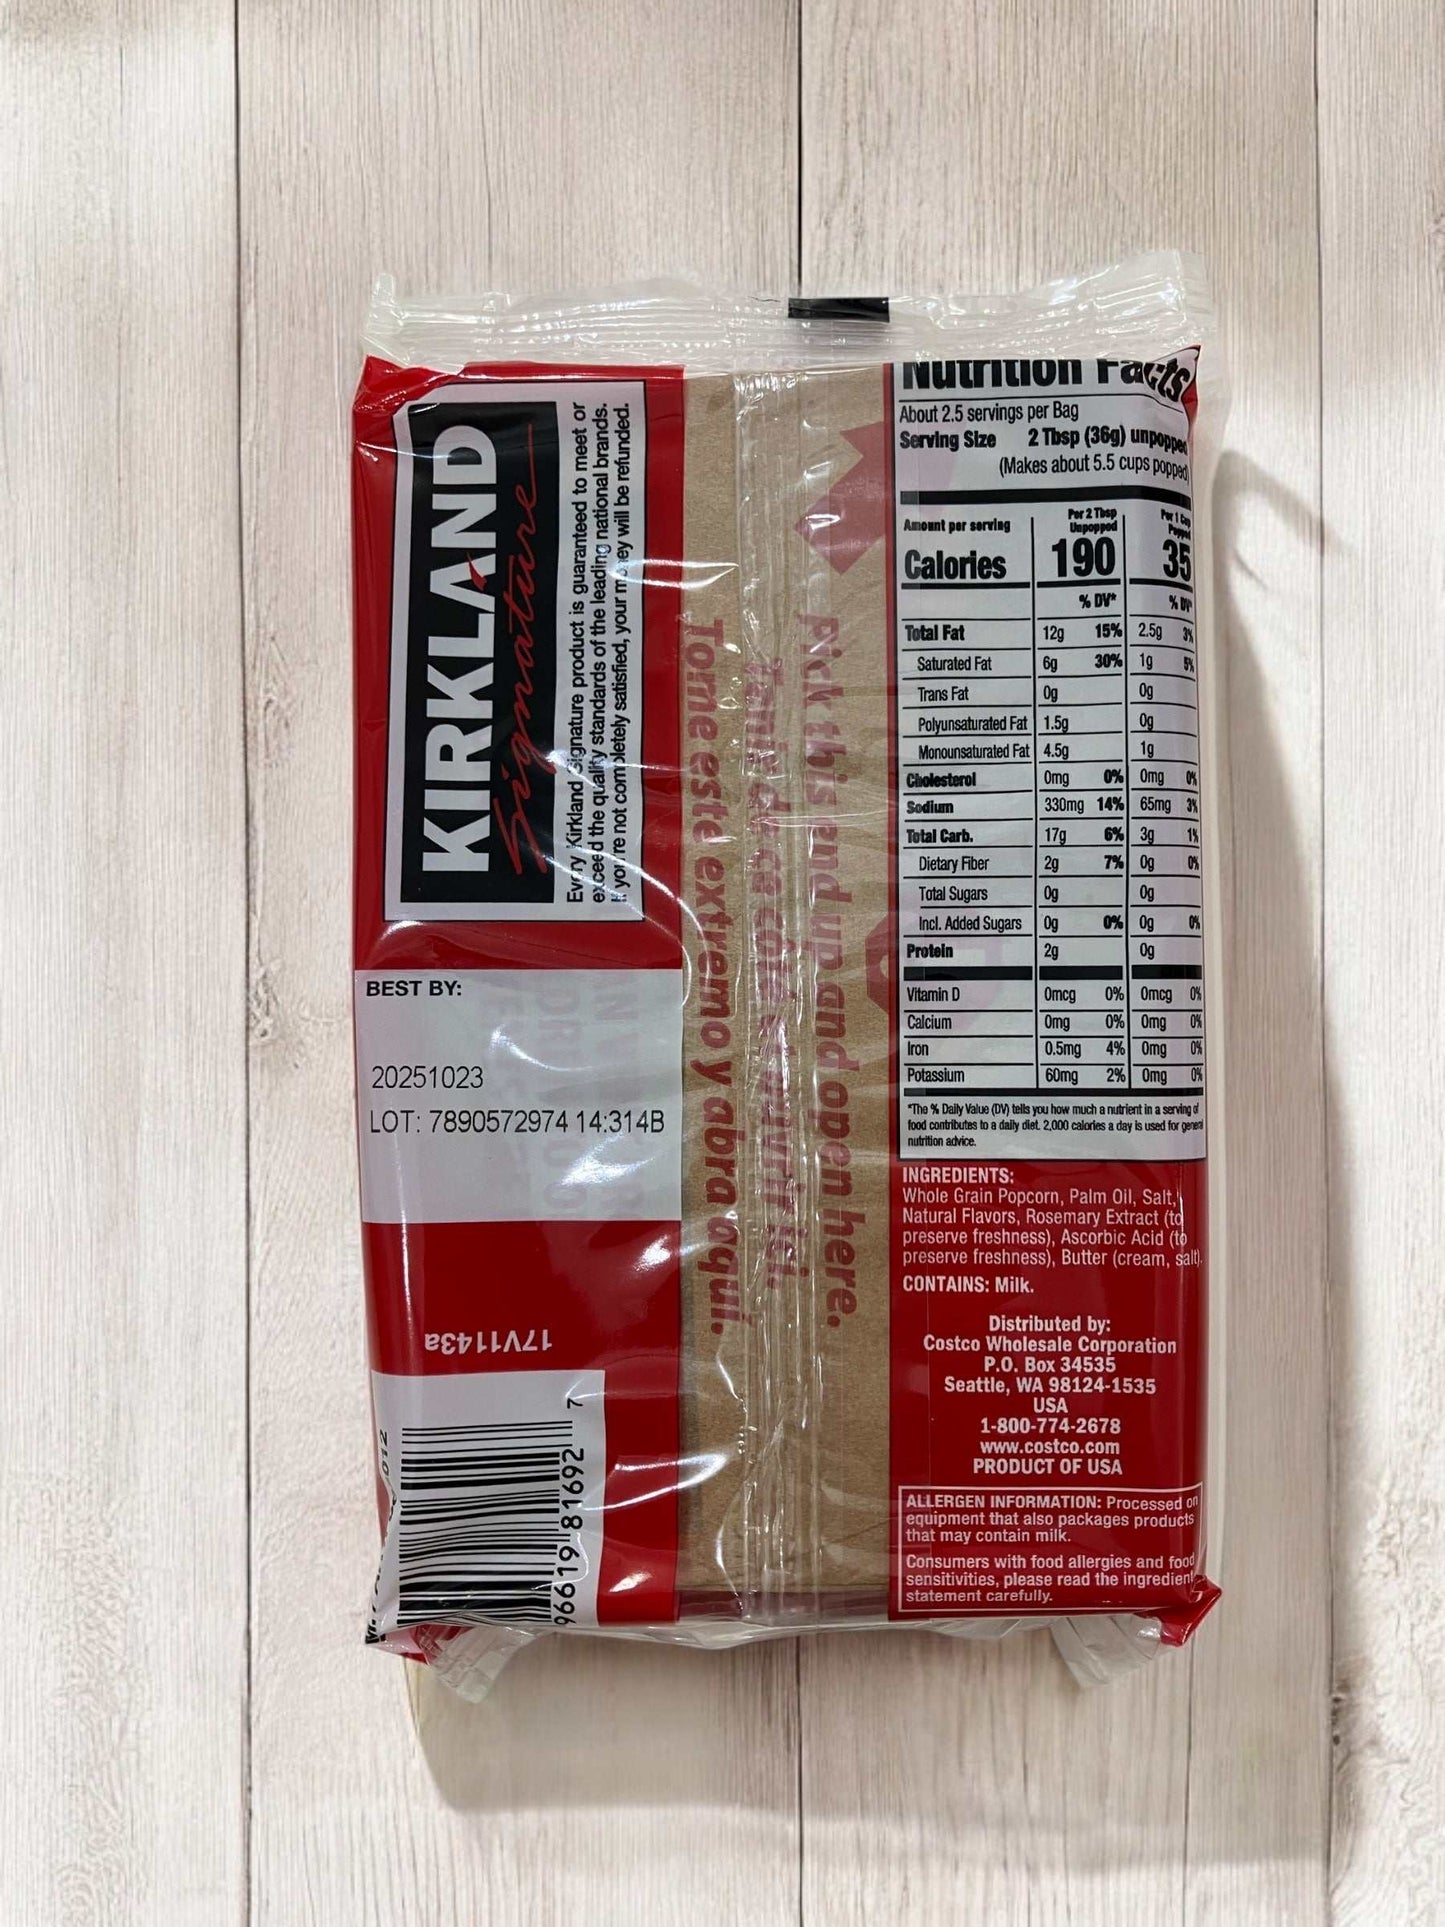 KIRKLAND
Signature
Every Kirkland Signature product is guaranteed to meet or
exceed the quality standards of the leading national brands.
If you're not completely satisfied, your money will be refunded.
BEST BY:
20251023
LOT: 7890572974 14:314B
17V1143a
012
96619 81692 7
Tome este extremo y abra aquí.
Tenir de ce côté et ouvrir ici.
Pick this end up and open here.
Nutrition Facts
About 2.5 servings per Bag
Serving Size 2 Tbsp (36g) unpopped
(Makes about 5.5 cups popped)
Amount per serving Per 2 Tbsp Unpopped Per 1 Cup Popped
Calories 190 35
% DV* % DV*
Total Fat 12g 15% 2.5g 3%
Saturated Fat 6g 30% 1g 5%
Trans Fat 0g 0g
Polyunsaturated Fat 1.5g 0g
Monounsaturated Fat 4.5g 1g
Cholesterol 0mg 0% 0mg 0%
Sodium 330mg 14% 65mg 3%
Total Carb. 17g 6% 3g 1%
Dietary Fiber 2g 7% 0g 0%
Total Sugars 0g 0g
Incl. Added Sugars 0g 0% 0g 0%
Protein 2g 0g
Vitamin D 0mcg 0% 0mcg 0%
Calcium 0mg 0% 0mg 0%
Iron 0.5mg 4% 0mg 0%
Potassium 60mg 2% 0mg 0%
*The % Daily Value (DV) tells you how much a nutrient in a serving of
food contributes to a daily diet. 2,000 calories a day is used for general
nutrition advice.
INGREDIENTS:
Whole Grain Popcorn, Palm Oil, Salt,
Natural Flavors, Rosemary Extract (to
preserve freshness), Ascorbic Acid (to
preserve freshness), Butter (cream, salt).
CONTAINS: Milk.
Distributed by:
Costco Wholesale Corporation
P.O. Box 34535
Seattle, WA 98124-1535
USA
1-800-774-2678
www.costco.com
PRODUCT OF USA
ALLERGEN INFORMATION: Processed on
equipment that also packages products
that may contain milk.
Consumers with food allergies and food
sensitivities, please read the ingredient
statement carefully.